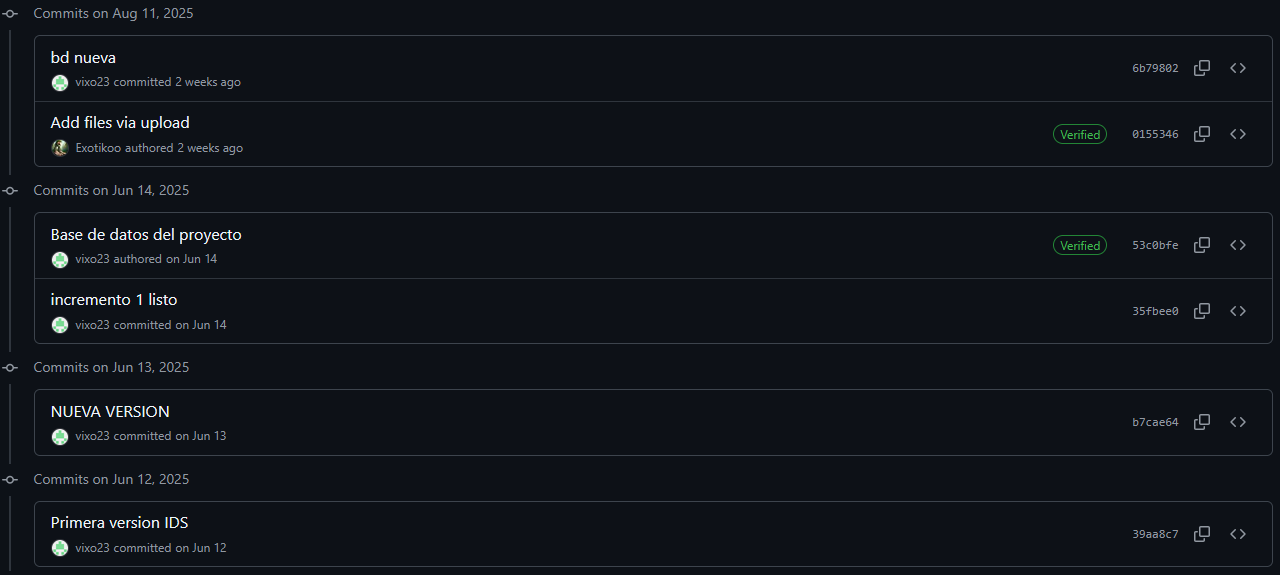 Commits on Aug 11, 2025
bd nueva
vixo23 committed 2 weeks ago
6b79802
Add files via upload
Exotikoo authored 2 weeks ago
Verified
0155346
Commits on Jun 14, 2025
Base de datos del proyecto
vixo23 authored on Jun 14
Verified
53c0bfe
incremento 1 listo
vixo23 committed on Jun 14
35fbee0
Commits on Jun 13, 2025
NUEVA VERSION
vixo23 committed on Jun 13
b7cae64
Commits on Jun 12, 2025
Primera version IDS
vixo23 committed on Jun 12
39aa8c7